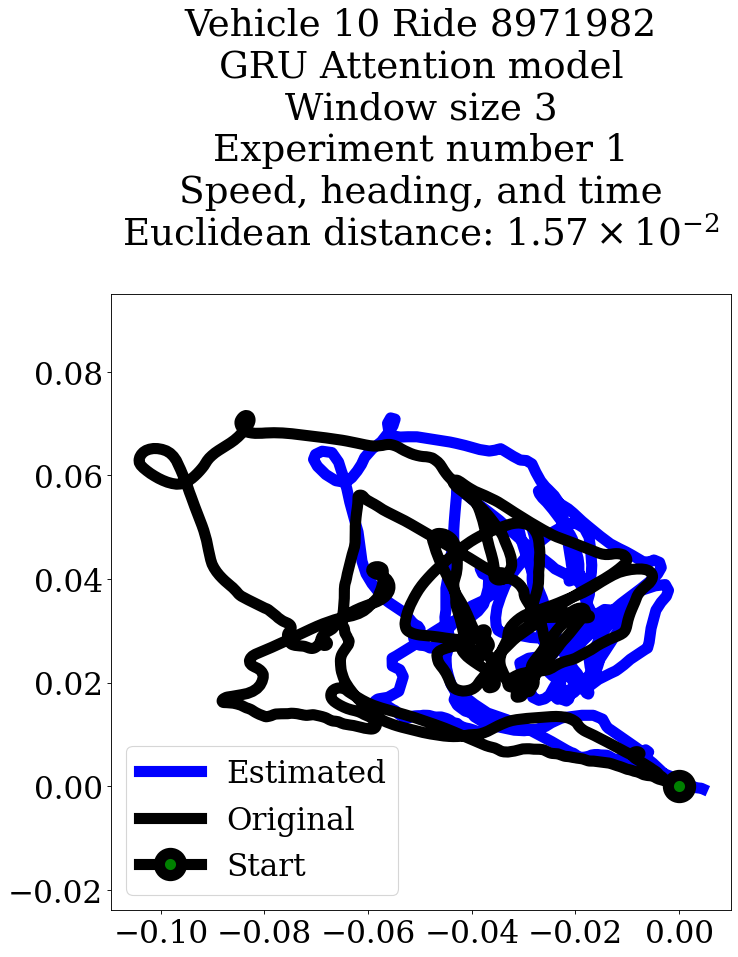 Vehicle 10 Ride 8971982
GRU Attention model
Window size 3
Experiment number 1
Speed, heading, and time
Euclidean distance: 1.57 × 10⁻²
0.08
0.06
0.04
0.02
0.00
−0.02
Estimated
Original
Start
−0.10 −0.08 −0.06 −0.04 −0.02 0.00